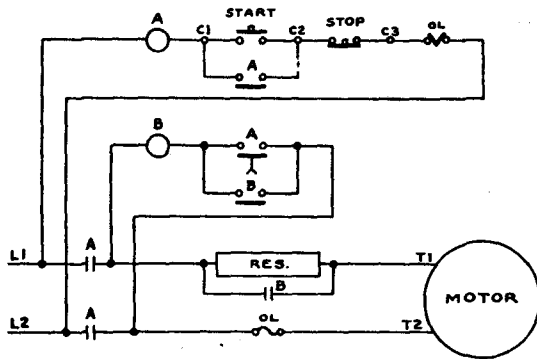 START
A C1 C2 STOP C3 OL
A
B A
B
L1 A RES. T1
B MOTOR
L2 A OL T2